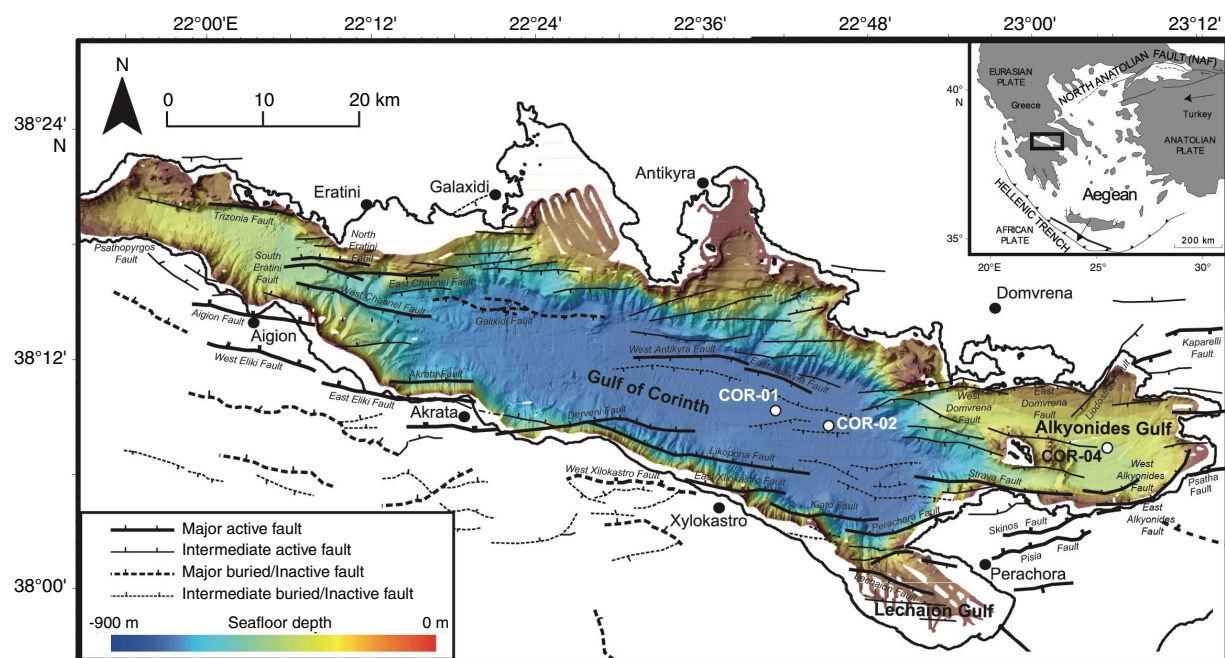 22°00'E
22°12'
22°24'
22°36'
22°48'
23°00'
23°12'
N
0 10 20 km
38°24'
N
38°12'
38°00'
EURASIAN
PLATE
NORTH ANATOLIAN FAULT (NAF)
Greece
Turkey
ANATOLIAN
PLATE
Aegean
HELLENIC TRENCH
AFRICAN
PLATE
200 km
40°
N
35°
20°E
25°
30°
Eratini
Galaxidi
Antikyra
Domvrena
Trizonia Fault
Psathopyrgos
Fault
North
Eratini
Fault
South
Eratini
Fault
East Channel Fault
West Channel Fault
Galaxidi Fault
Aigion Fault
Aigion
West Eliki Fault
East Eliki Fault
Akrata Fault
Akrata
Derveni Fault
West Antikyra Fault
East Antikyra Fault
Gulf of Corinth
COR-01
COR-02
Likoporia Fault
West Xilokastro Fault
East Xilokastro Fault
Xylokastro
Kiato Fault
Perachora Fault
Lechaion Fault
Lechaion Gulf
West
Domvrena
Fault
East
Domvrena
Fault
Liodostras Fault
Kaparelli
Fault
Alkyonides Gulf
COR-04
Strava Fault
West
Alkyonides
Fault
Psatha Fault
East
Alkyonides
Fault
Skinos Fault
Pisia Fault
Perachora
Major active fault
Intermediate active fault
Major buried/Inactive fault
Intermediate buried/Inactive fault
-900 m Seafloor depth 0 m